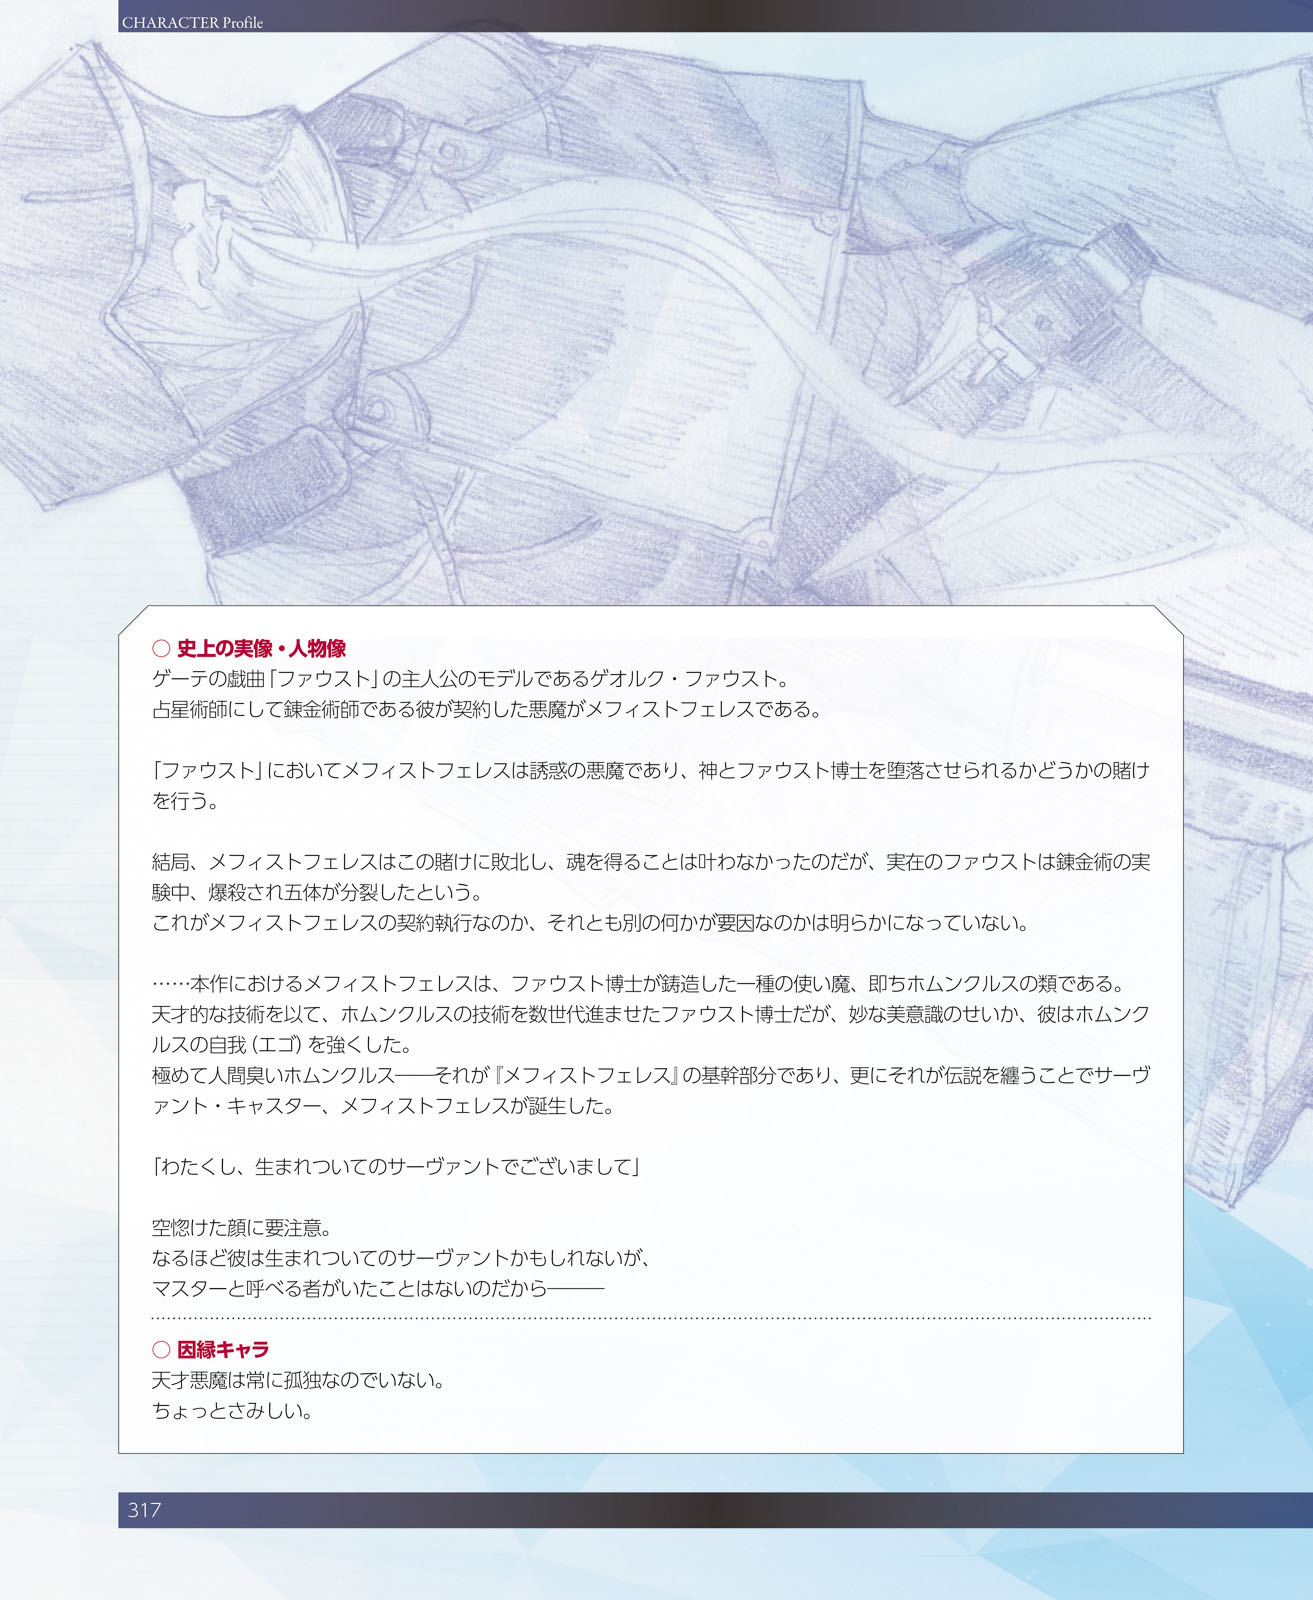 CHARACTER Profile
○ 史上の実像・人物像
ゲーテの戯曲「ファウスト」の主人公のモデルであるゲオルク・ファウスト。
占星術師にして錬金術師である彼が契約した悪魔がメフィストフェレスである。
「ファウスト」においてメフィストフェレスは誘惑の悪魔であり、神とファウスト博士を堕落させられるかどうかの賭け
を行う。
結局、メフィストフェレスはこの賭けに敗北し、魂を得ることは叶わなかったのだが、実在のファウストは錬金術の実
験中、爆殺され五体が分裂したという。
これがメフィストフェレスの契約執行なのか、それとも別の何かが要因なのかは明らかになっていない。
……本作におけるメフィストフェレスは、ファウスト博士が鋳造した一種の使い魔、即ちホムンクルスの類である。
天才的な技術を以て、ホムンクルスの技術を数世代進ませたファウスト博士だが、妙な美意識のせいか、彼はホムンク
ルスの自我（エゴ）を強くした。
極めて人間臭いホムンクルス――それが『メフィストフェレス』の基幹部分であり、更にそれが伝説を纏うことでサーヴ
ァント・キャスター、メフィストフェレスが誕生した。
「わたくし、生まれついてのサーヴァントでございまして」
空惚けた顔に要注意。
なるほど彼は生まれついてのサーヴァントかもしれないが、
マスターと呼べる者がいたことはないのだから―――
○ 因縁キャラ
天才悪魔は常に孤独なのでいない。
ちょっとさみしい。
317